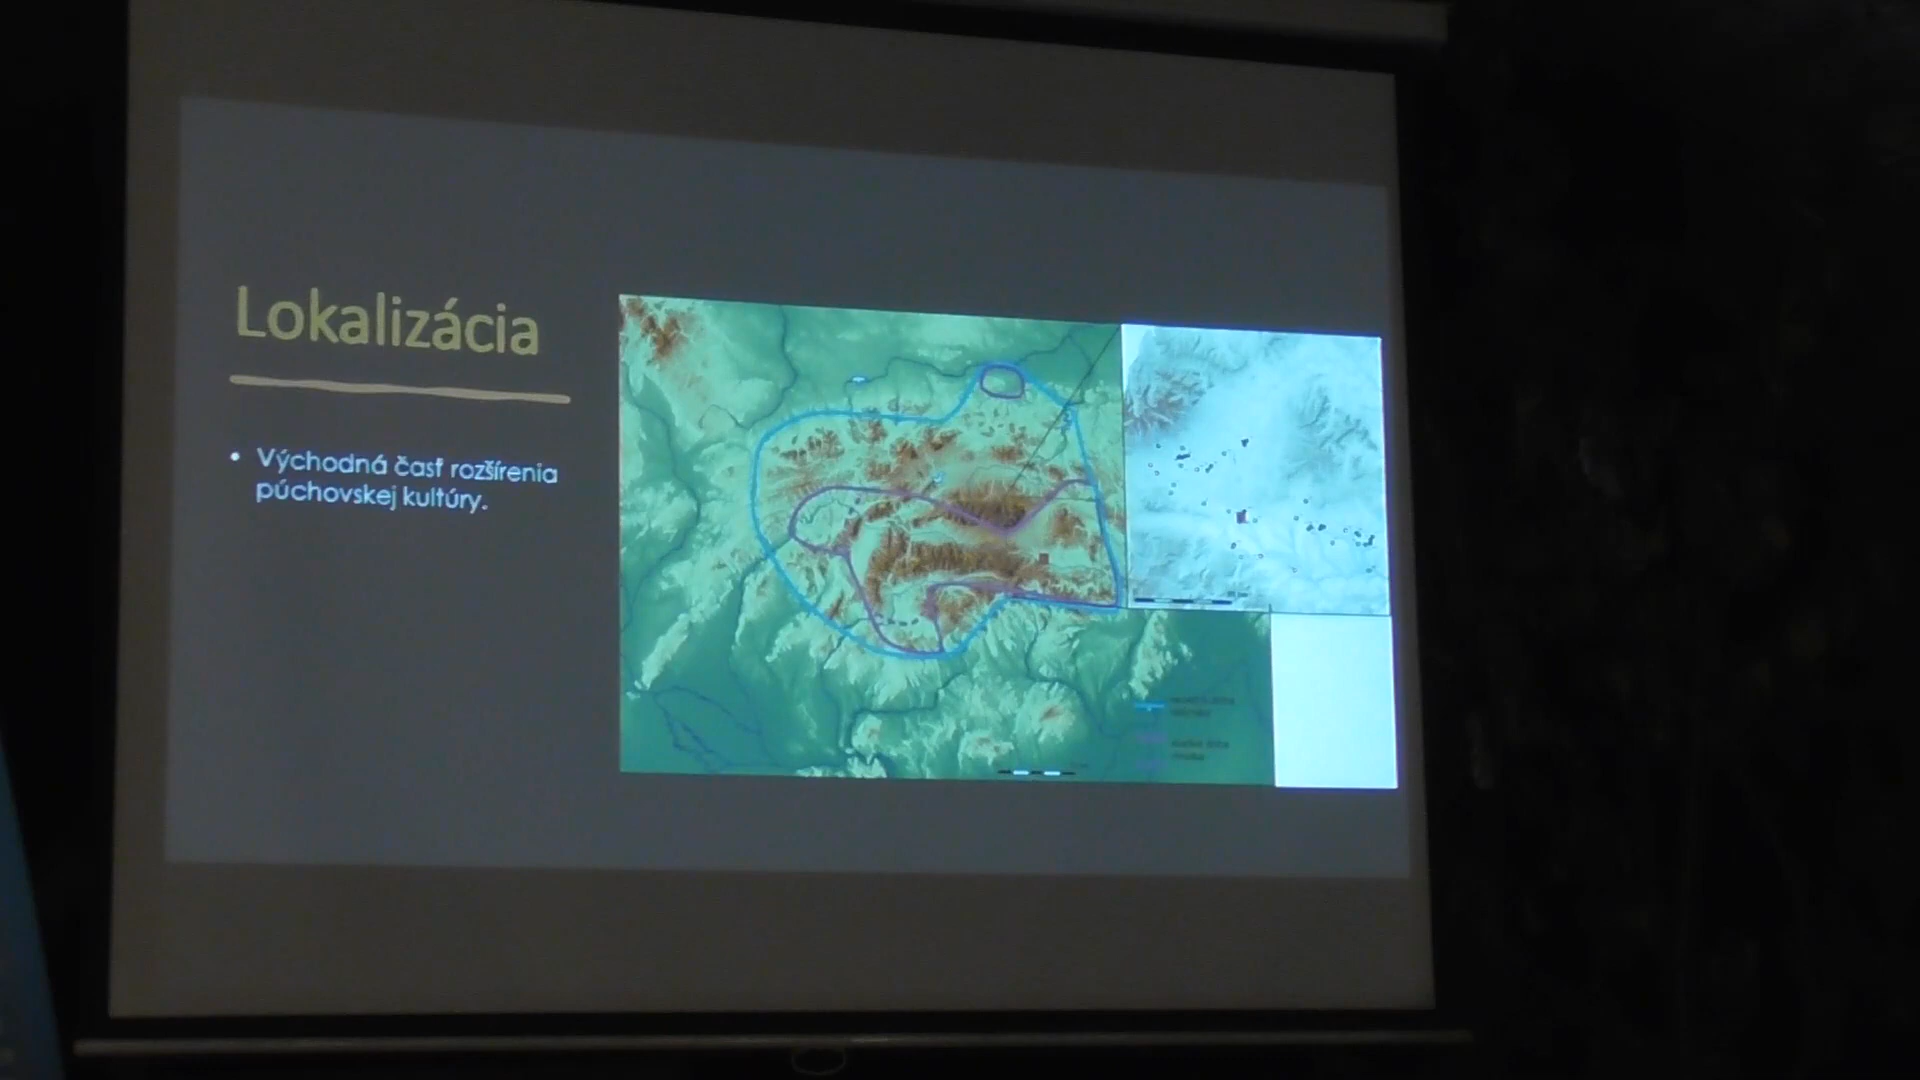 Lokalizácia
• Východná časť rozšírenia
púchovskej kultúry.